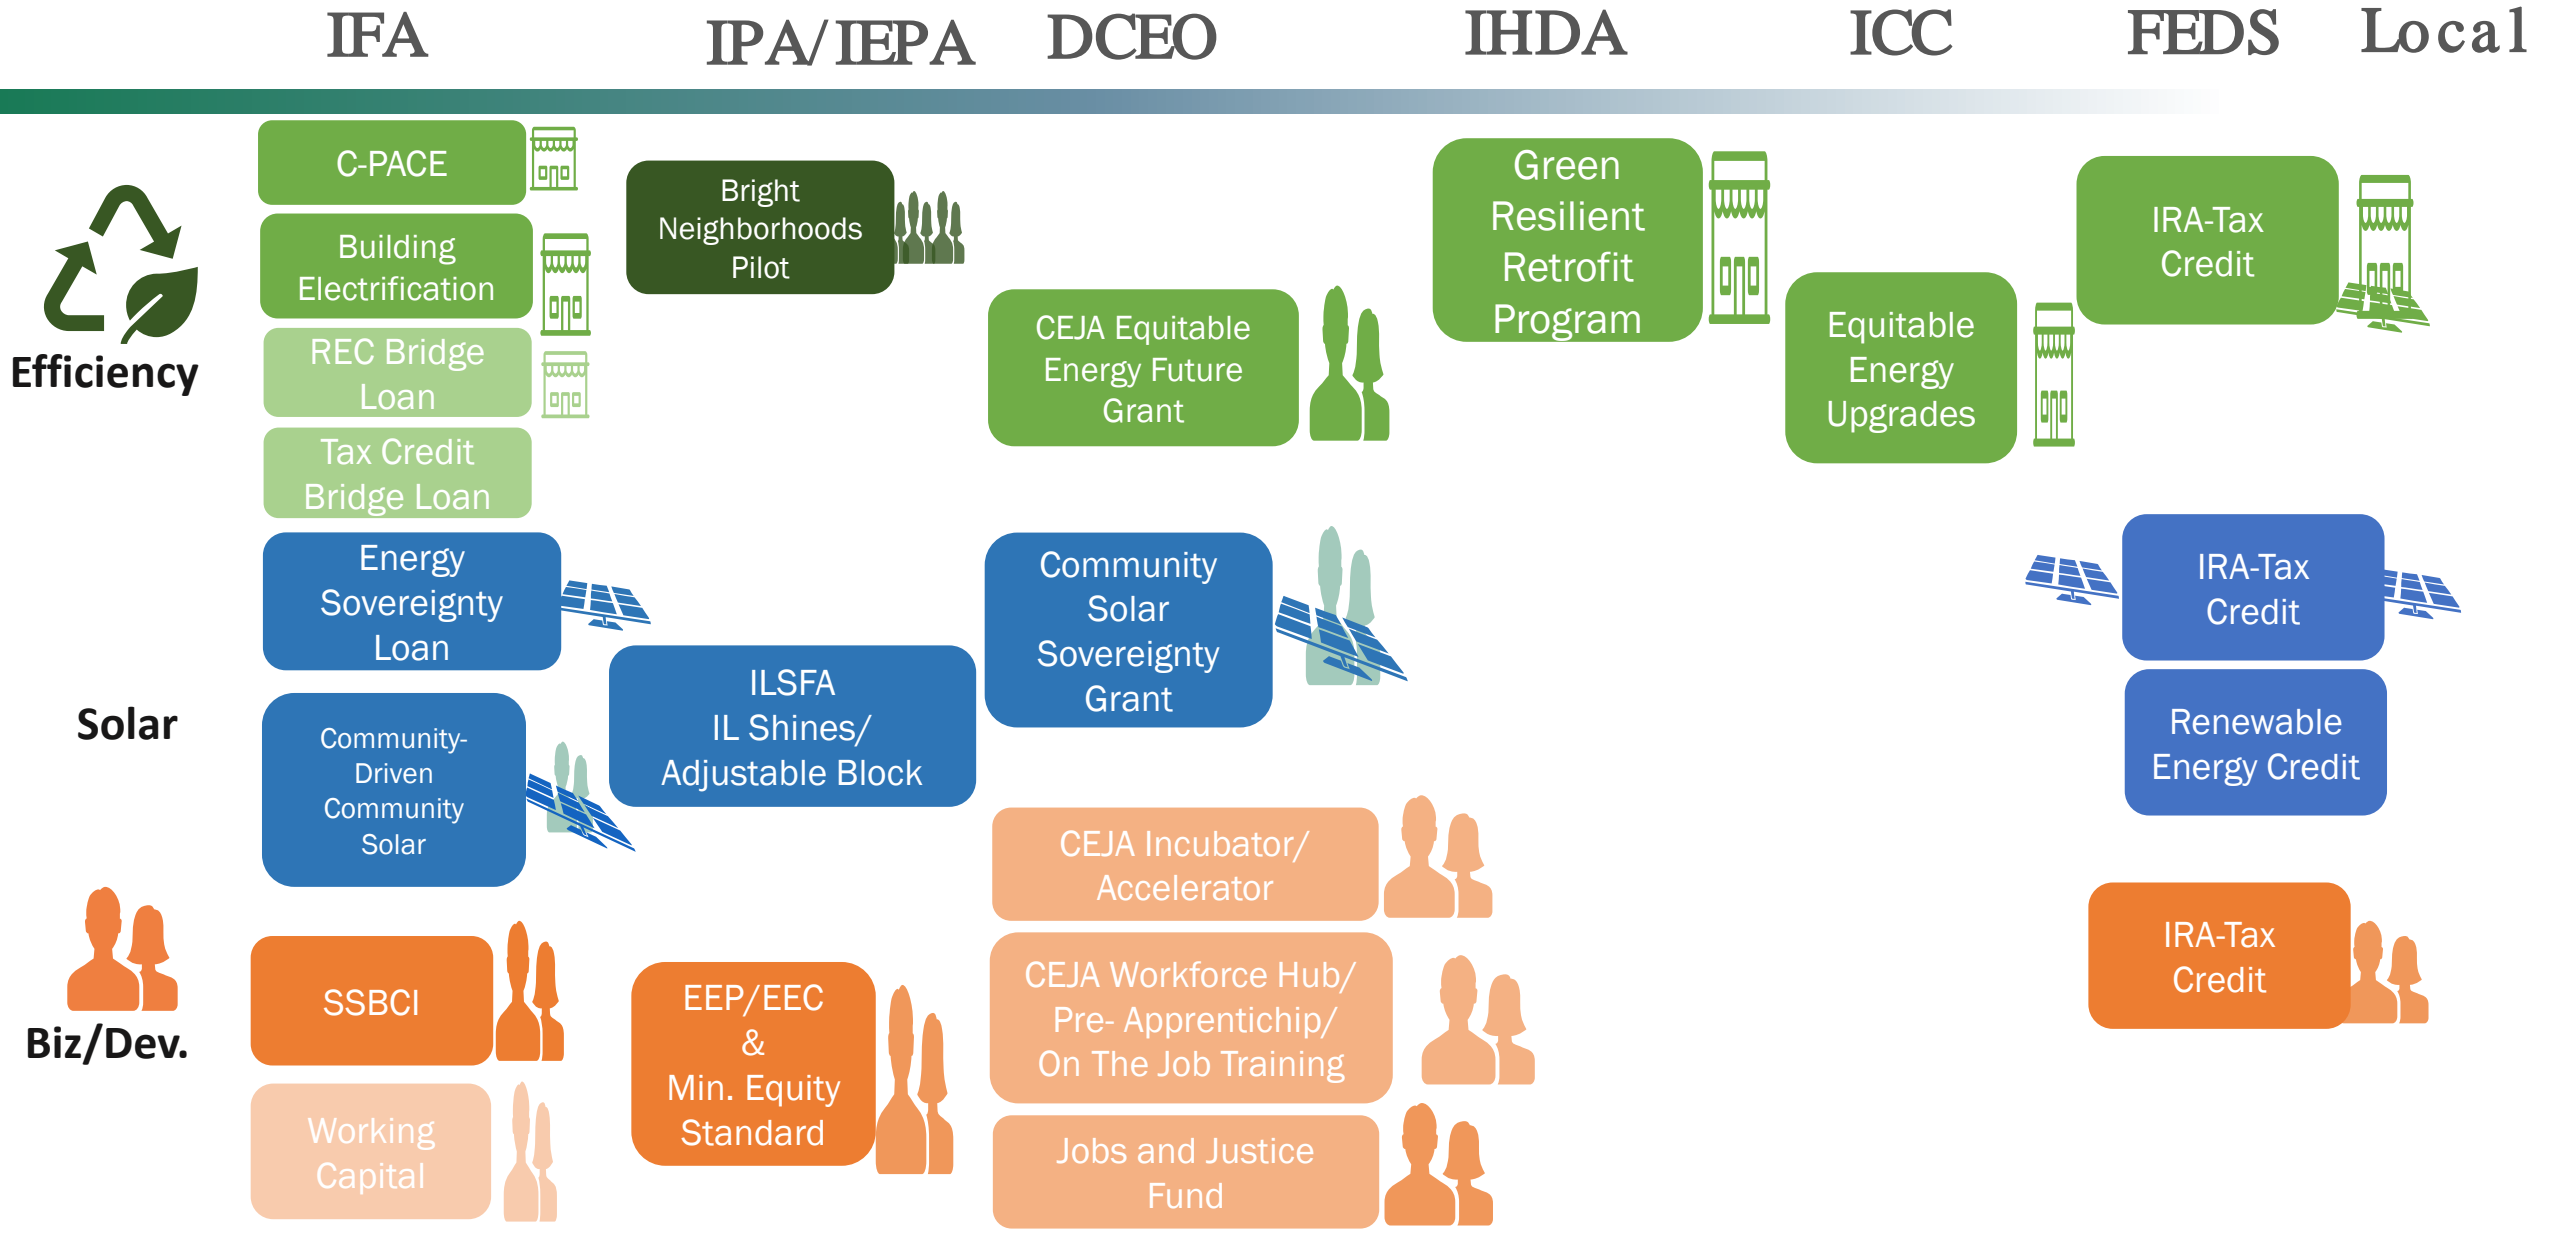 IFA
IPA/IEPA
DCEO
IHDA
ICC
FEDS
Local
Efficiency
C-PACE
Building
Electrification
REC Bridge
Loan
Tax Credit
Bridge Loan
Bright
Neighborhoods
Pilot
CEJA Equitable
Energy Future
Grant
Green
Resilient
Retrofit
Program
Equitable
Energy
Upgrades
IRA-Tax
Credit
Solar
Energy
Sovereignty
Loan
Community-
Driven
Community
Solar
ILSFA
IL Shines/
Adjustable Block
Community
Solar
Sovereignty
Grant
IRA-Tax
Credit
Renewable
Energy Credit
Biz/Dev.
SSBCI
Working
Capital
EEP/EEC
&
Min. Equity
Standard
CEJA Incubator/
Accelerator
CEJA Workforce Hub/
Pre- Apprentichip/
On The Job Training
Jobs and Justice
Fund
IRA-Tax
Credit